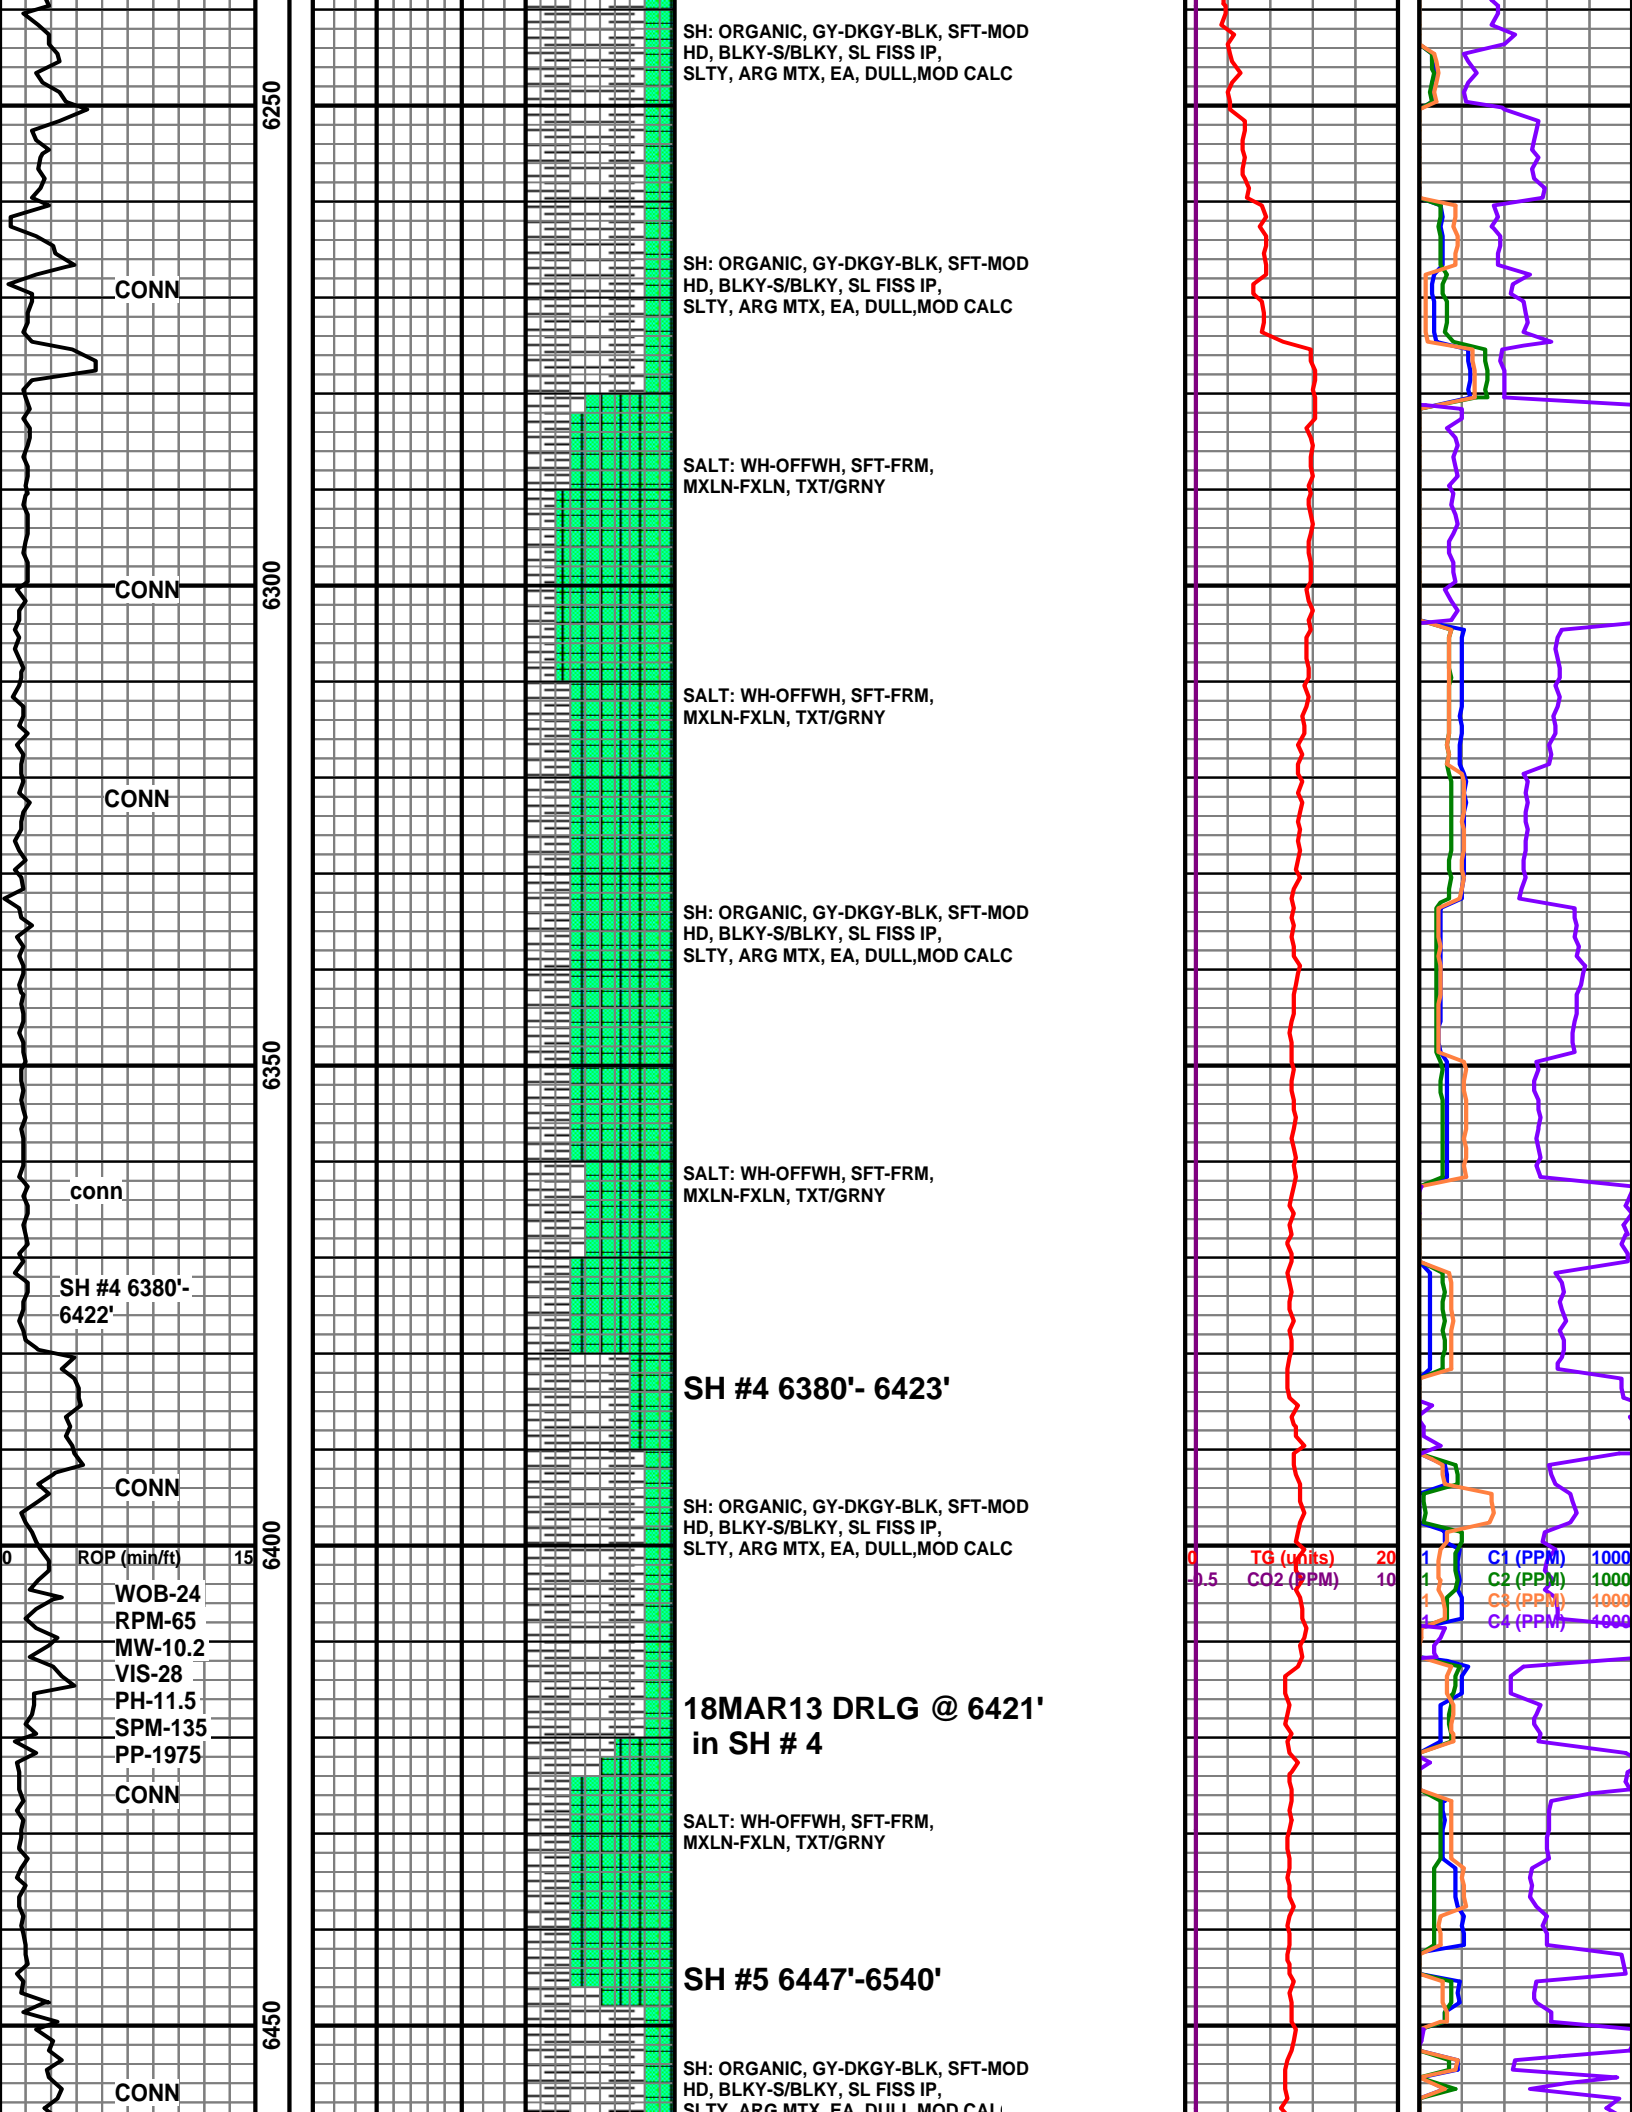 SH: ORGANIC, GY-DKGY-BLK, SFT-MOD
HD, BLKY-S/BLKY, SL FISS IP,
SLTY, ARG MTX, EA, DULL,MOD CALC
6250
SH: ORGANIC, GY-DKGY-BLK, SFT-MOD
HD, BLKY-S/BLKY, SL FISS IP,
SLTY, ARG MTX, EA, DULL,MOD CALC
CONN
SALT: WH-OFFWH, SFT-FRM,
MXLN-FXLN, TXT/GRNY
CONN
6300
SALT: WH-OFFWH, SFT-FRM,
MXLN-FXLN, TXT/GRNY
CONN
SH: ORGANIC, GY-DKGY-BLK, SFT-MOD
HD, BLKY-S/BLKY, SL FISS IP,
SLTY, ARG MTX, EA, DULL,MOD CALC
6350
SALT: WH-OFFWH, SFT-FRM,
MXLN-FXLN, TXT/GRNY
conn
SH #4 6380'-
6422'
SH #4 6380'- 6423'
CONN
SH: ORGANIC, GY-DKGY-BLK, SFT-MOD
HD, BLKY-S/BLKY, SL FISS IP,
SLTY, ARG MTX, EA, DULL,MOD CALC
6400
0 ROP (min/ft) 15
0 TG (units) 20
-0.5 CO2 (PPM) 10
1 C1 (PPM) 1000
1 C2 (PPM) 1000
1 C3 (PPM) 1000
1 C4 (PPM) 1000
WOB-24
RPM-65
MW-10.2
VIS-28
PH-11.5
SPM-135
PP-1975
CONN
18MAR13 DRLG @ 6421'
in SH # 4
SALT: WH-OFFWH, SFT-FRM,
MXLN-FXLN, TXT/GRNY
SH #5 6447'-6540'
6450
SH: ORGANIC, GY-DKGY-BLK, SFT-MOD
HD, BLKY-S/BLKY, SL FISS IP,
SLTY, ARG MTX, EA, DULL,MOD CAL
CONN